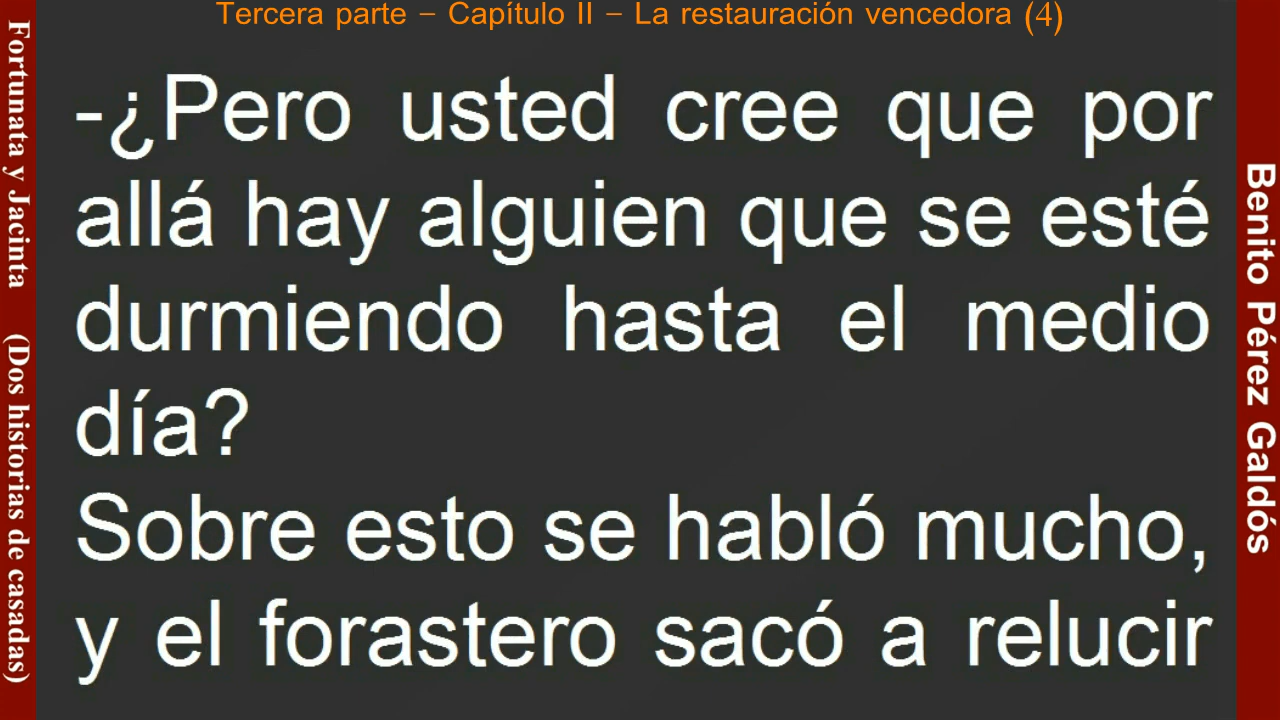 Tercera parte – Capítulo II – La restauración vencedora (4)
Fortunata y Jacinta (Dos historias de casadas)
-¿Pero usted cree que por
allá hay alguien que se esté
durmiendo hasta el medio
día?
Sobre esto se habló mucho,
y el forastero sacó a relucir
Benito Pérez Galdós